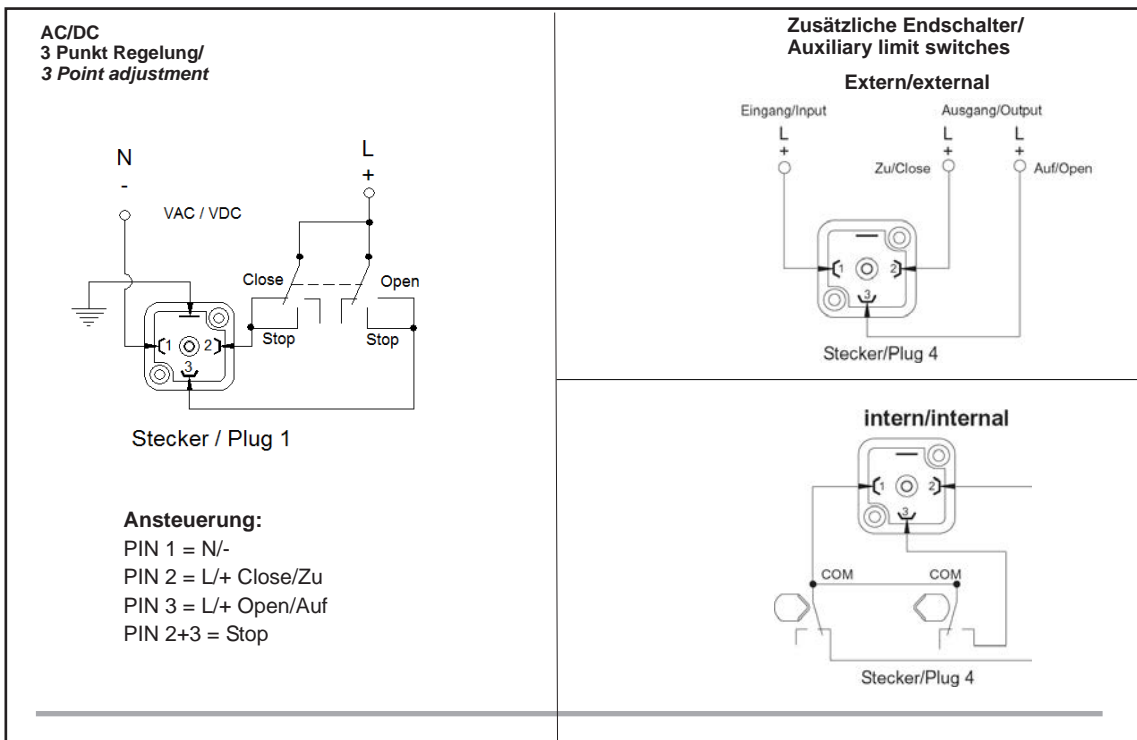 AC/DC
3 Punkt Regelung/
3 Point adjustment
N
-
L
+
VAC / VDC
Close
Open
Stop
Stop
1
2
3
Stecker / Plug 1
Ansteuerung:
PIN 1 = N/-
PIN 2 = L/+ Close/Zu
PIN 3 = L/+ Open/Auf
PIN 2+3 = Stop
Zusätzliche Endschalter/
Auxiliary limit switches
Extern/external
Eingang/Input
Ausgang/Output
L
+
L
+
L
+
Zu/Close
Auf/Open
1
2
3
Stecker/Plug 4
intern/internal
1
2
3
COM
COM
Stecker/Plug 4